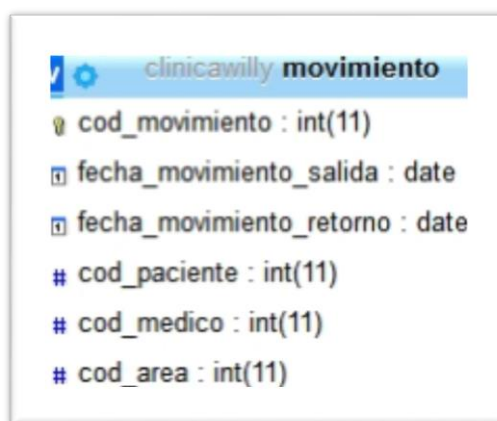 clinicawilly movimiento
cod_movimiento : int(11)
fecha_movimiento_salida : date
fecha_movimiento_retorno : date
# cod_paciente : int(11)
# cod_medico : int(11)
# cod_area : int(11)